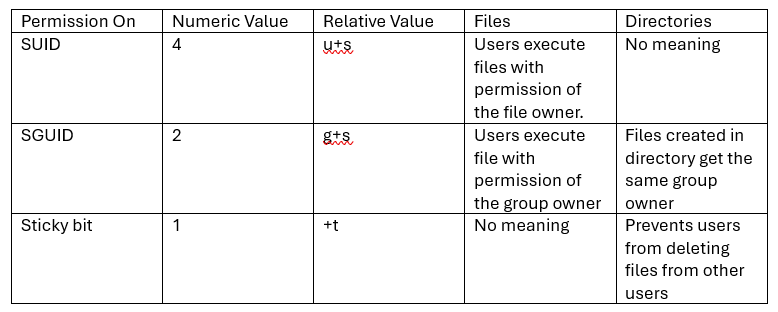 Permission On Numeric Value Relative Value Files Directories
SUID 4 u+s Users execute No meaning
files with
permission of
the file owner.
SGUID 2 g+s Users execute Files created in
file with directory get the
permission of same group
the group owner owner
Sticky bit 1 +t No meaning Prevents users
from deleting
files from other
users